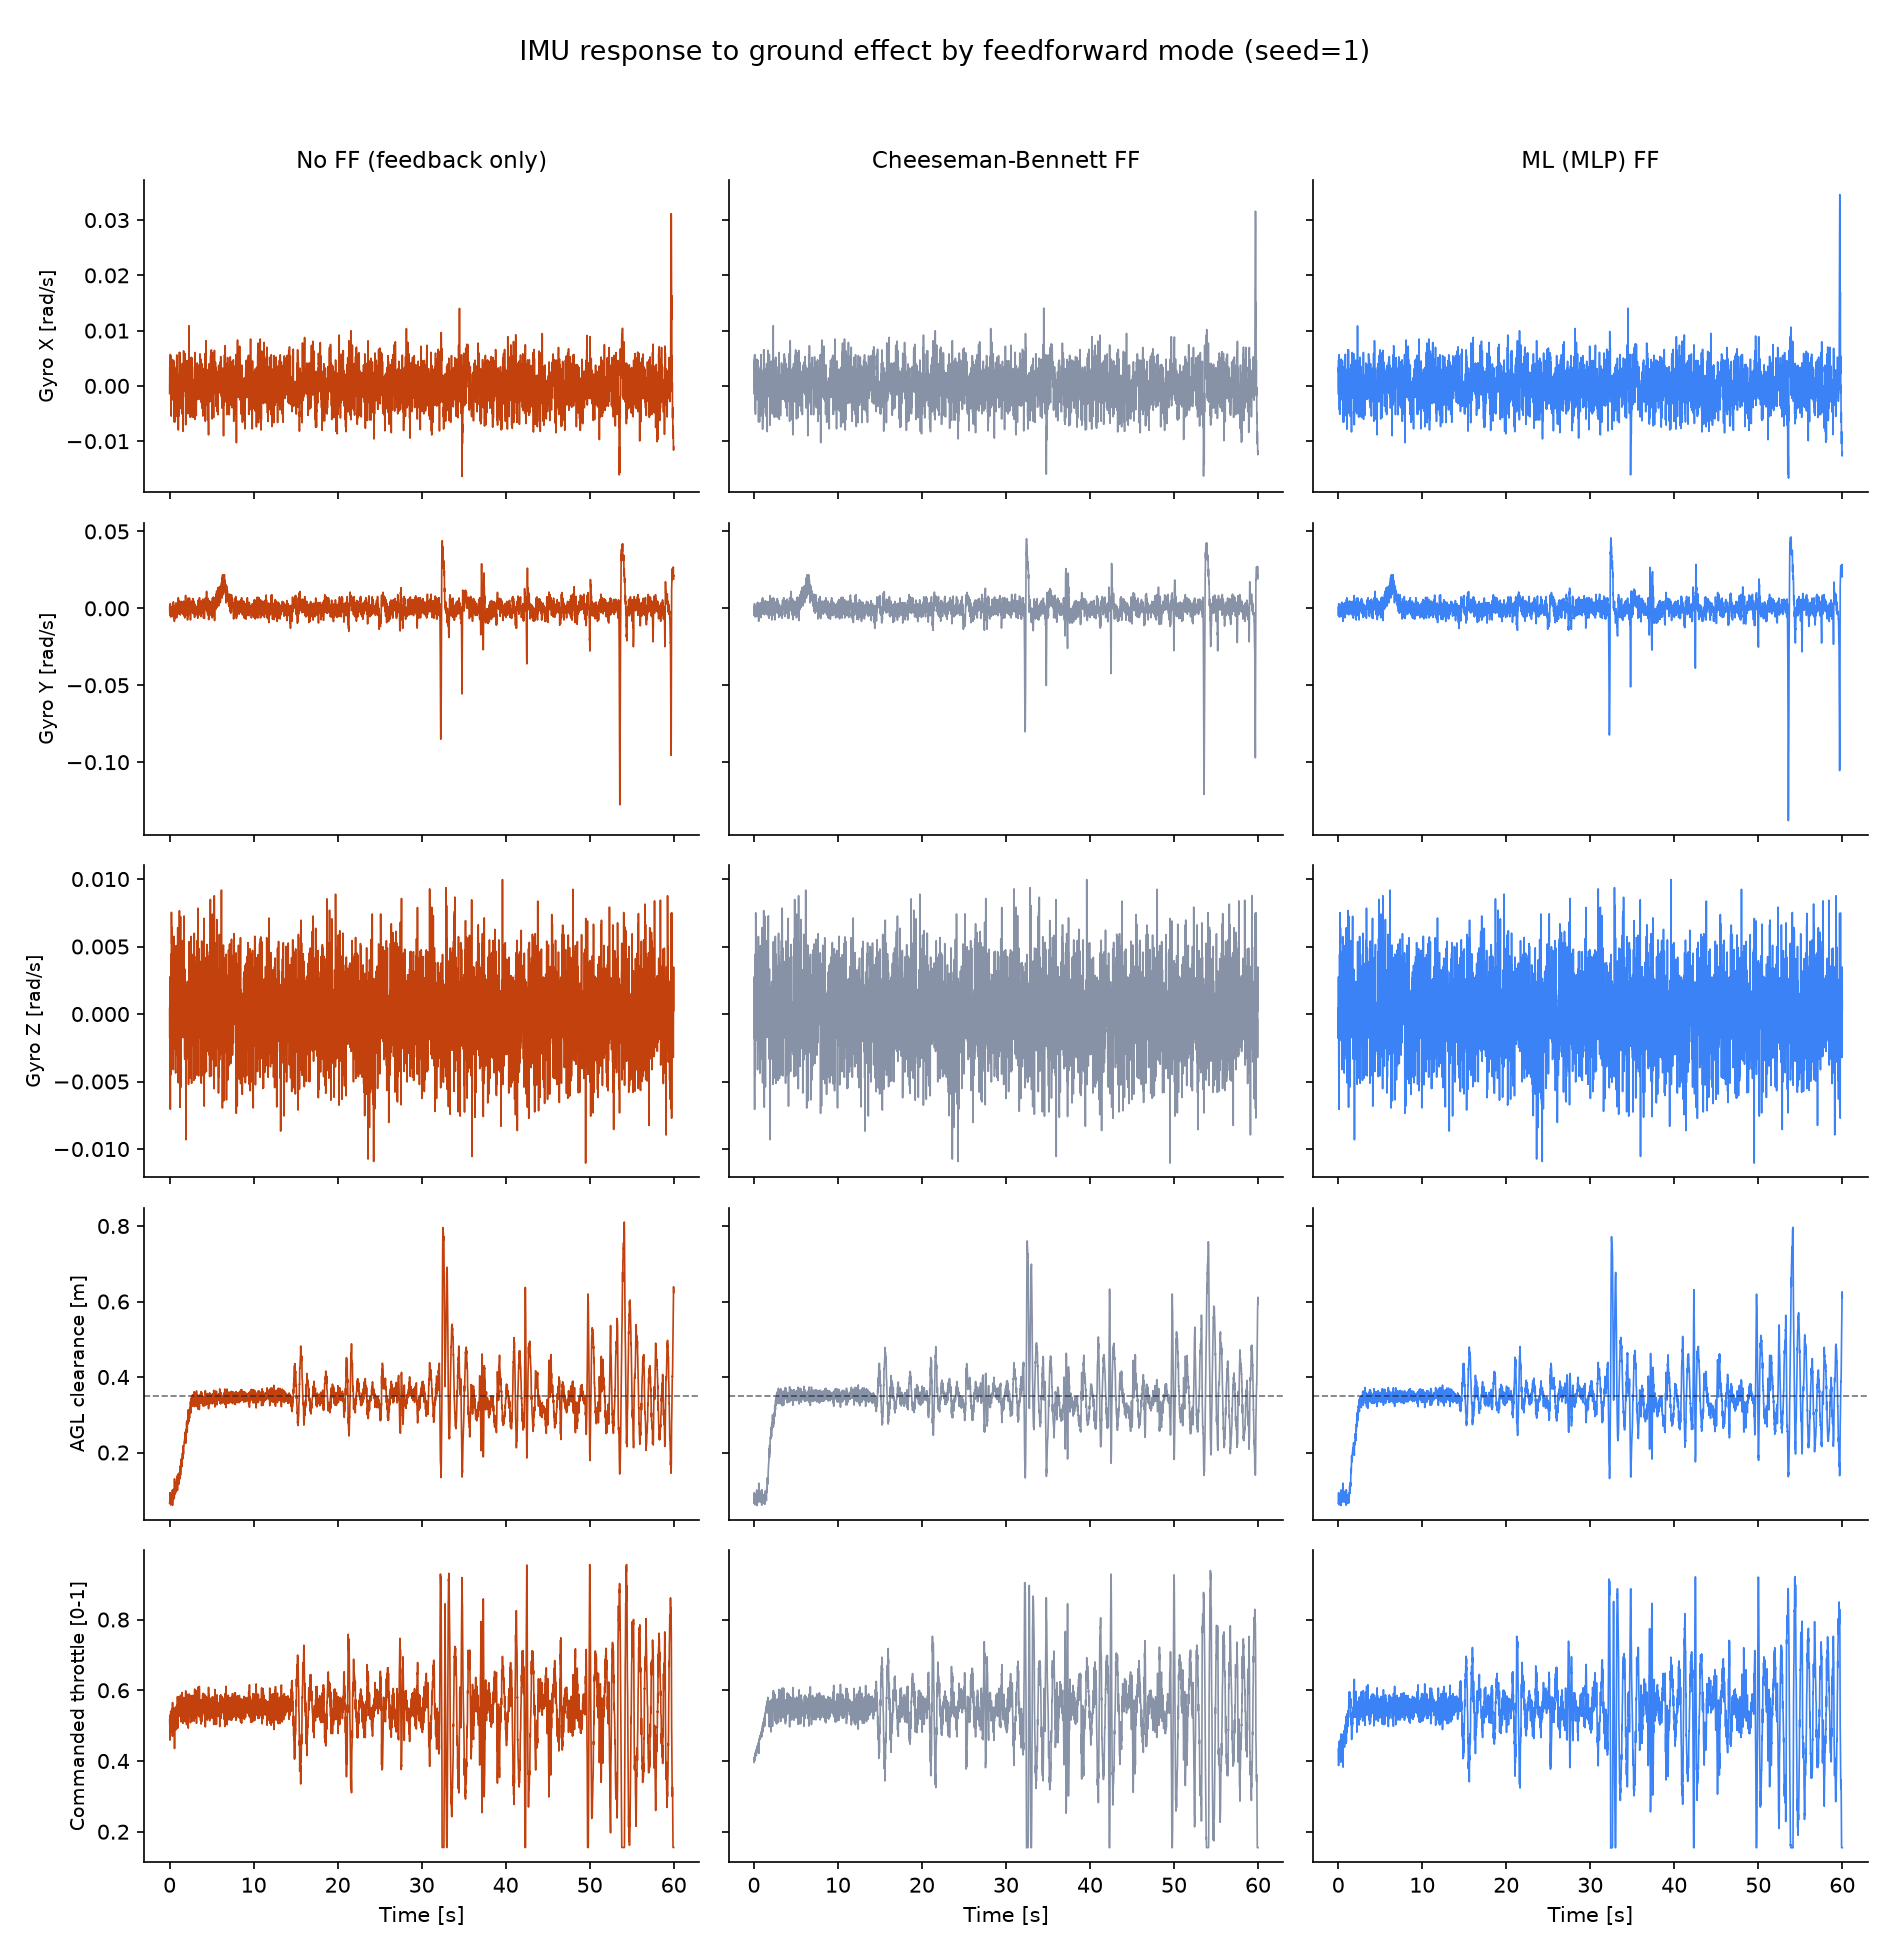 IMU response to ground effect by feedforward mode (seed=1)
No FF (feedback only)
Cheeseman-Bennett FF
ML (MLP) FF
Gyro X [rad/s]
0.03
0.02
0.01
0.00
−0.01
Gyro Y [rad/s]
0.05
0.00
−0.05
−0.10
Gyro Z [rad/s]
0.010
0.005
0.000
−0.005
−0.010
AGL clearance [m]
0.8
0.6
0.4
0.2
Commanded throttle [0-1]
0.8
0.6
0.4
0.2
0 10 20 30 40 50 60
0 10 20 30 40 50 60
0 10 20 30 40 50 60
Time [s]
Time [s]
Time [s]